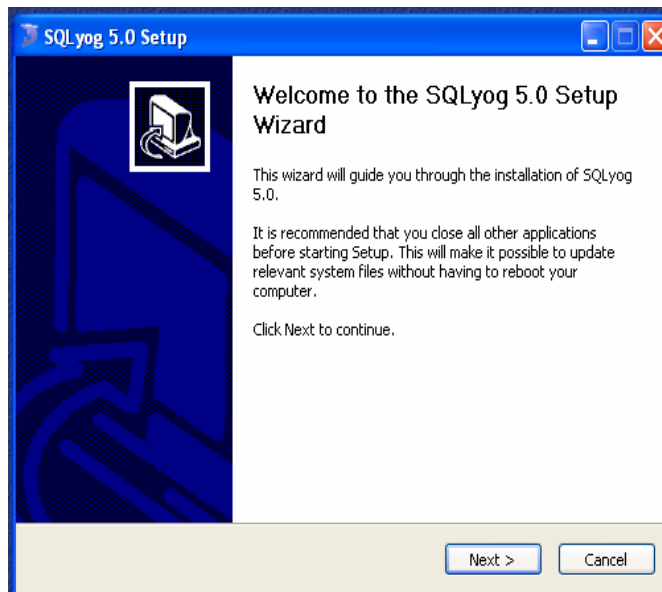 SQLyog 5.0 Setup
Welcome to the SQLyog 5.0 Setup
Wizard
This wizard will guide you through the installation of SQLyog
5.0.
It is recommended that you close all other applications
before starting Setup. This will make it possible to update
relevant system files without having to reboot your
computer.
Click Next to continue.
Next >
Cancel